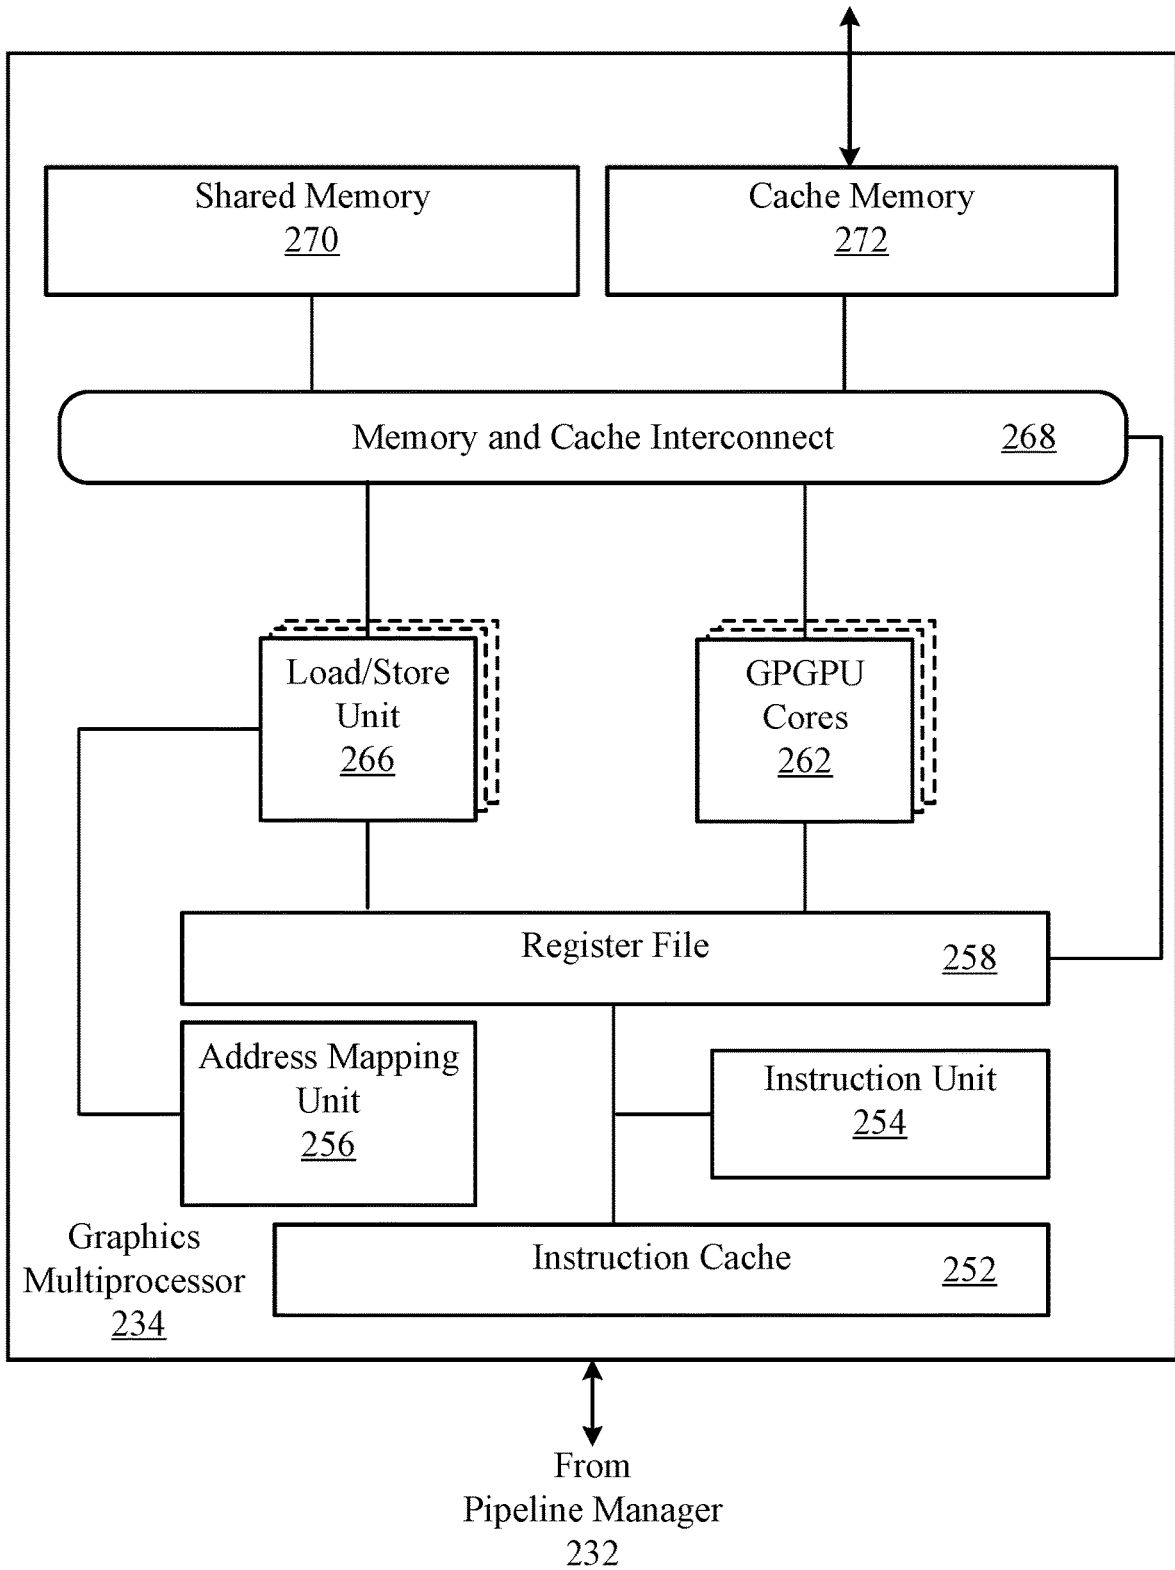 Shared Memory
270
Cache Memory
272
Memory and Cache Interconnect 268
Load/Store
Unit
266
GPGPU
Cores
262
Register File 258
Address Mapping
Unit
256
Instruction Unit
254
Instruction Cache 252
Graphics
Multiprocessor
234
From
Pipeline Manager
232